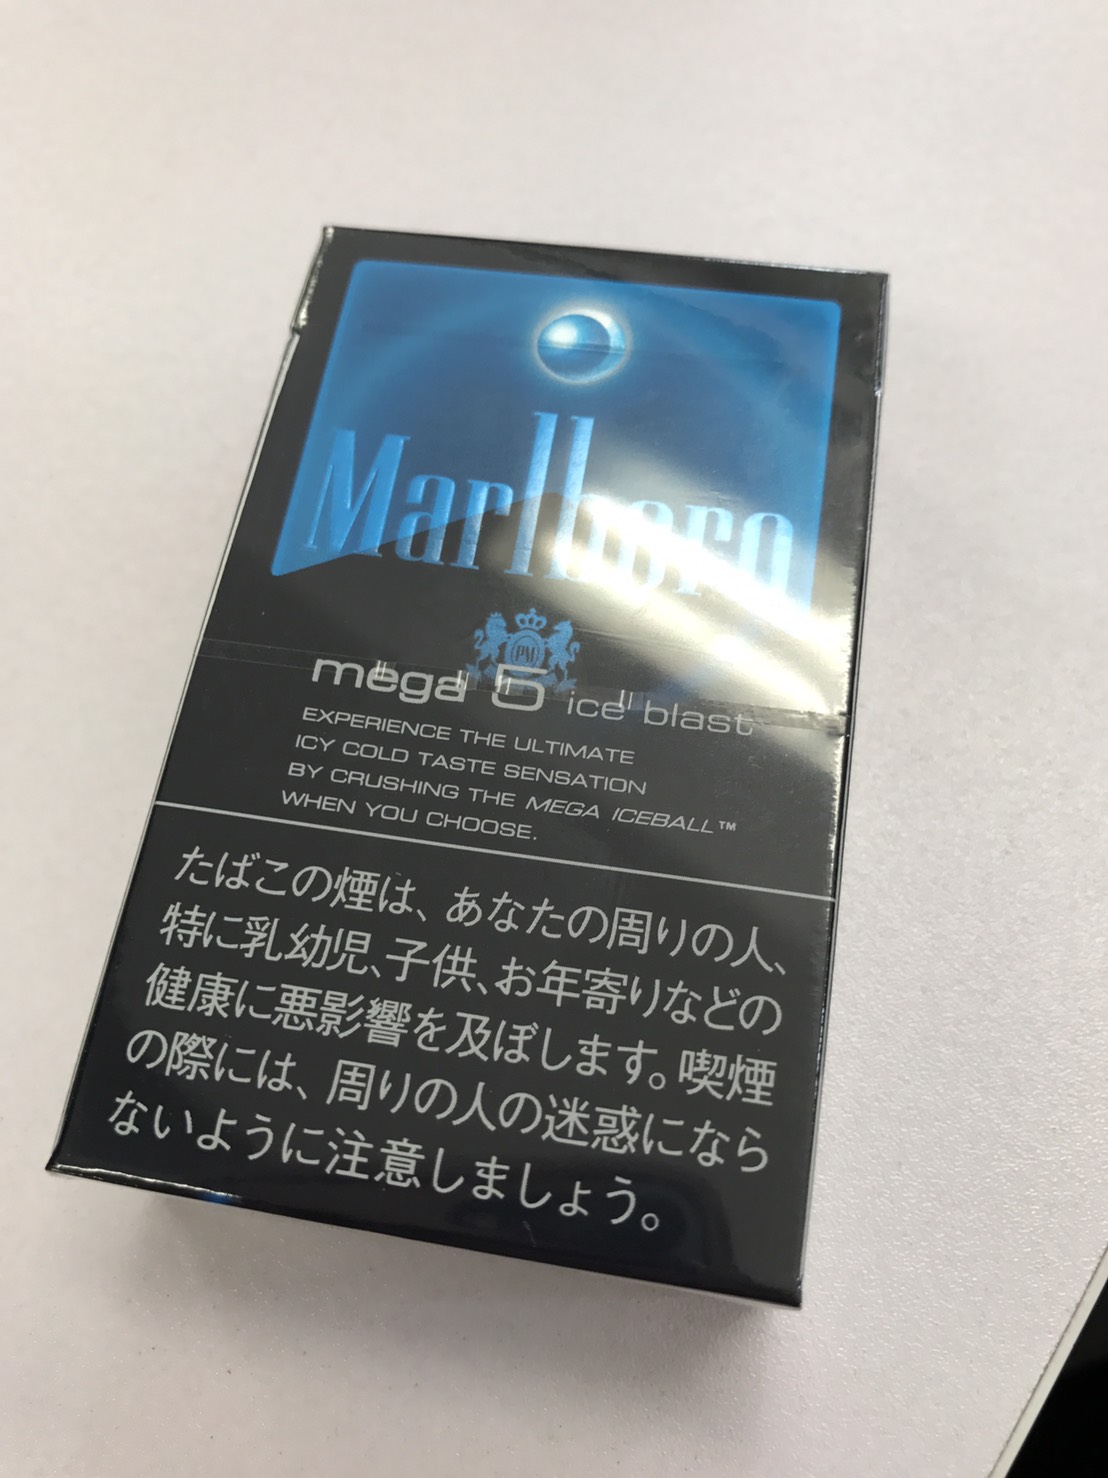 Marlboro
PM
mega 5 ice blast
EXPERIENCE THE ULTIMATE
ICY COLD TASTE SENSATION
BY CRUSHING THE MEGA ICEBALL™
WHEN YOU CHOOSE.
たばこの煙は、あなたの周りの人、
特に乳幼児、子供、お年寄りなどの
健康に悪影響を及ぼします。喫煙
の際には、周りの人の迷惑になら
ないように注意しましょう。